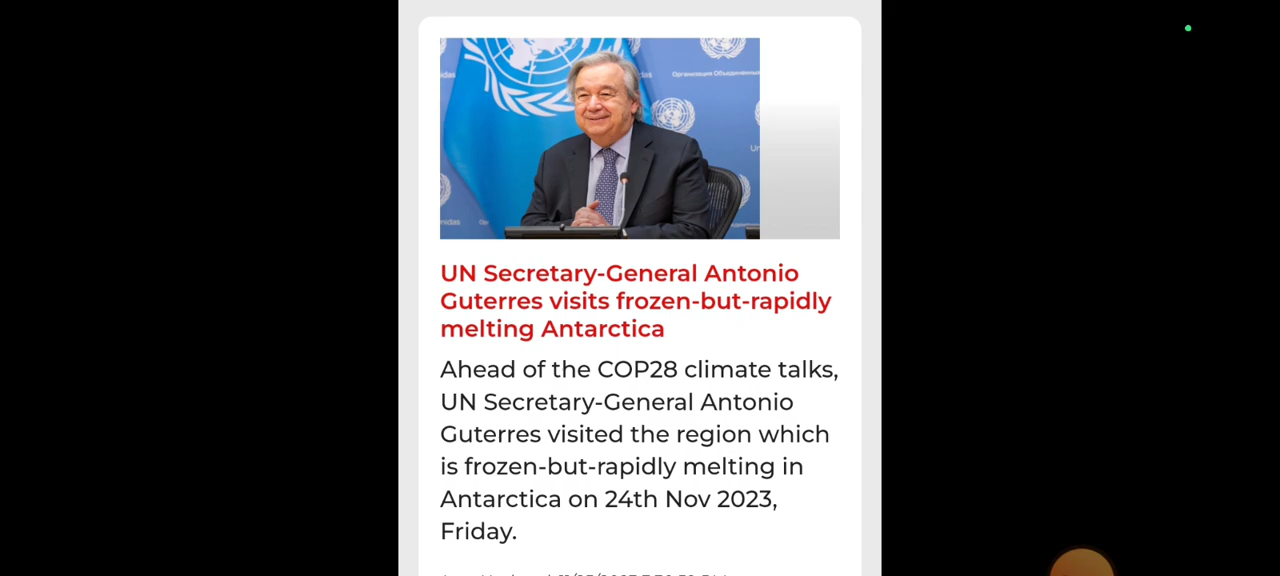 Организация Объединенных
UN Secretary-General Antonio
Guterres visits frozen-but-rapidly
melting Antarctica
Ahead of the COP28 climate talks,
UN Secretary-General Antonio
Guterres visited the region which
is frozen-but-rapidly melting in
Antarctica on 24th Nov 2023,
Friday.